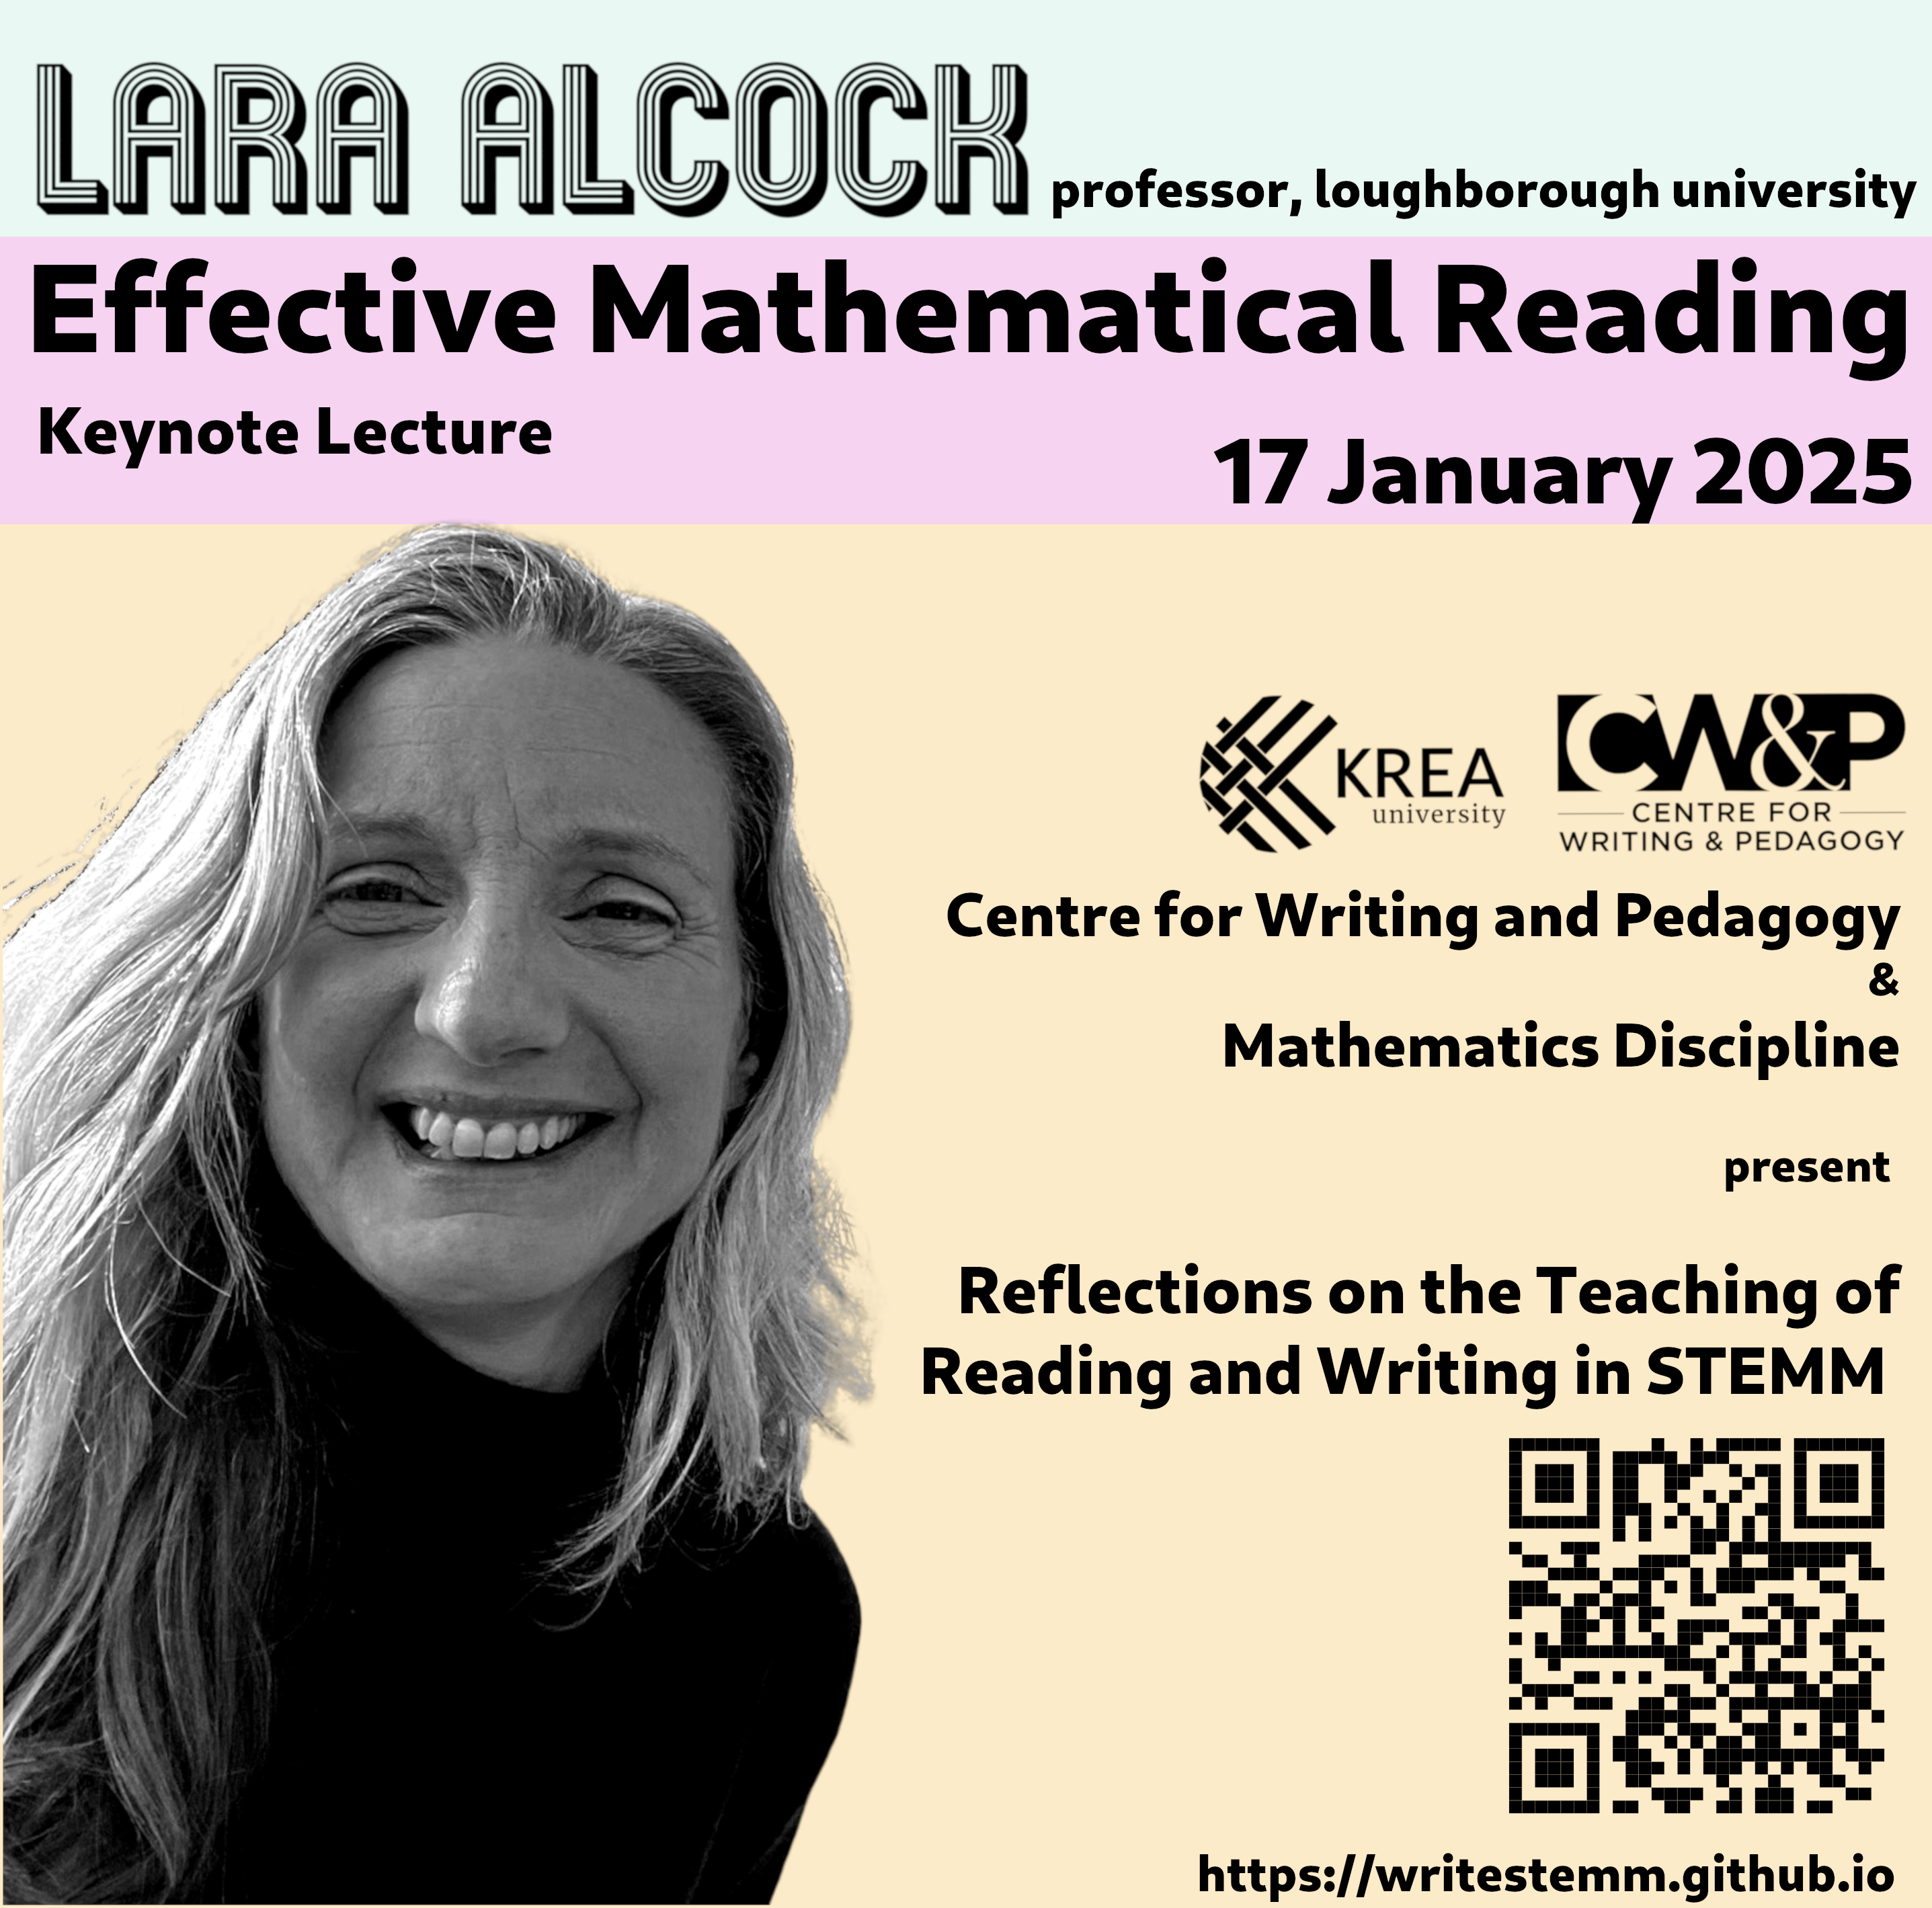 LARA ALCOCK professor, loughborough university
Effective Mathematical Reading
Keynote Lecture
17 January 2025
KREA
university
CW&P
CENTRE FOR
WRITING & PEDAGOGY
Centre for Writing and Pedagogy
&
Mathematics Discipline
present
Reflections on the Teaching of
Reading and Writing in STEMM
https://writestemm.github.io